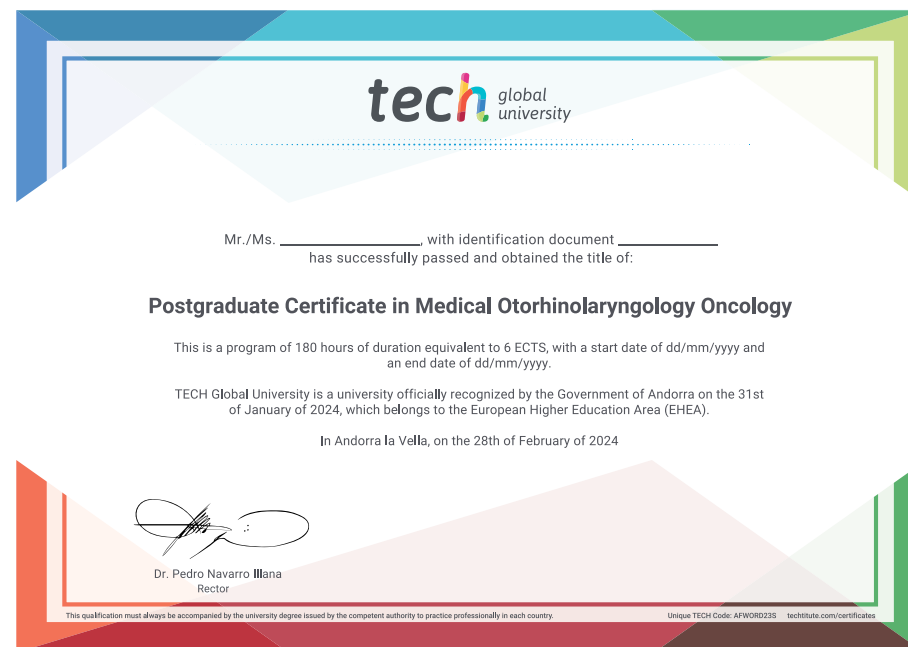 tech global university
Mr./Ms. ____________, with identification document ____________
has successfully passed and obtained the title of:
Postgraduate Certificate in Medical Otorhinolaryngology Oncology
This is a program of 180 hours of duration equivalent to 6 ECTS, with a start date of dd/mm/yyyy and
an end date of dd/mm/yyyy.
TECH Global University is a university officially recognized by the Government of Andorra on the 31st
of January of 2024, which belongs to the European Higher Education Area (EHEA).
In Andorra la Vella, on the 28th of February of 2024
Dr. Pedro Navarro Illana
Rector
This qualification must always be accompanied by the university degree issued by the competent authority to practice professionally in each country. Unique TECH Code: AFWORD23S techtitute.com/certificates